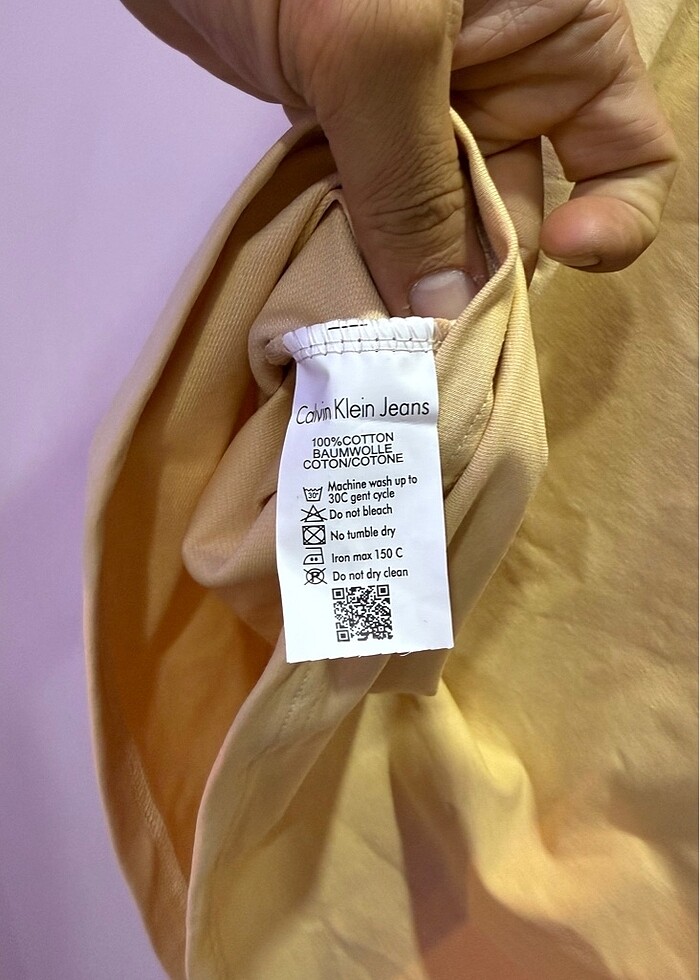 Calvin Klein Jeans
100%COTTON
BAUMWOLLE
COTON/COTONE
30°
Machine wash up to
30C gent cycle
Do not bleach
No tumble dry
Iron max 150 C
P
Do not dry clean